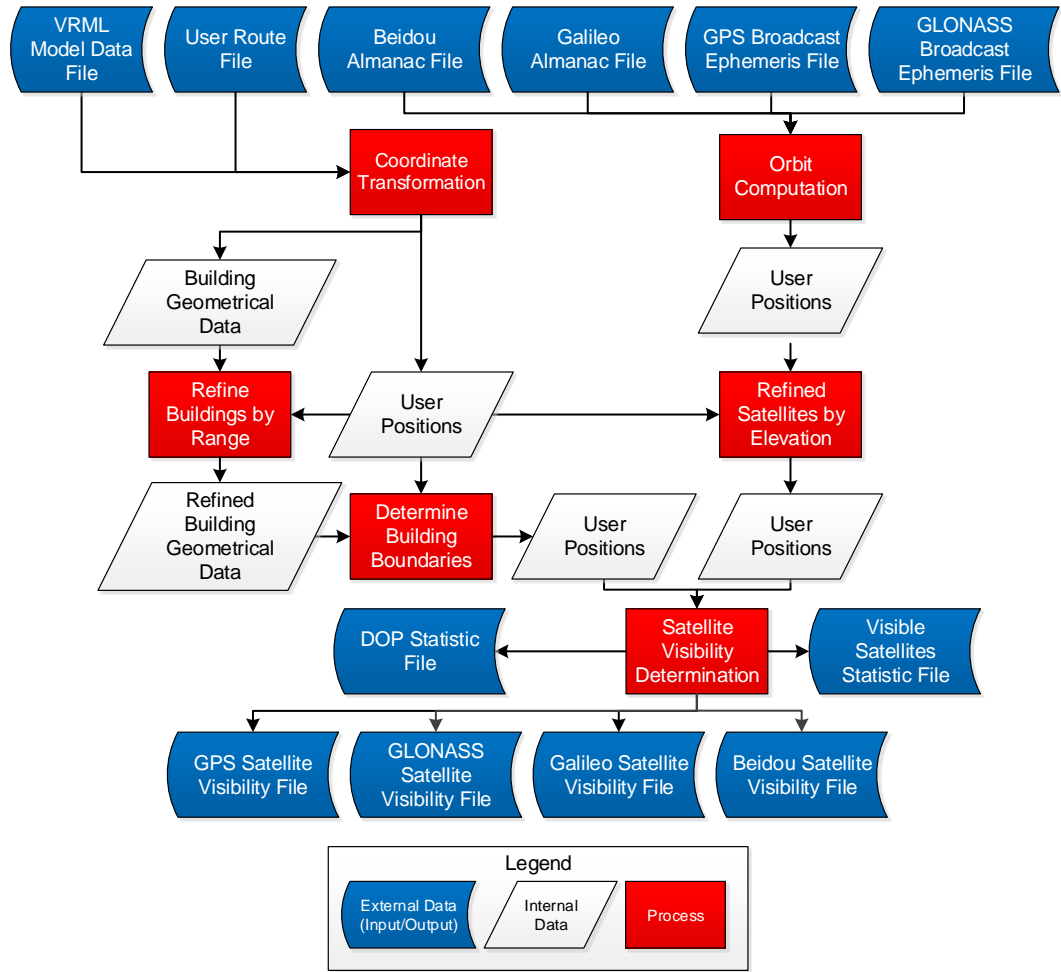 VRML
Model Data
File
User Route
File
Beidou
Almanac File
Galileo
Almanac File
GPS Broadcast
Ephemeris File
GLONASS
Broadcast
Ephemeris File
Coordinate
Transformation
Orbit
Computation
Building
Geometrical
Data
User
Positions
Refine
Buildings by
Range
User
Positions
Refined
Satellites by
Elevation
Refined
Building
Geometrical
Data
Determine
Building
Boundaries
User
Positions
User
Positions
DOP Statistic
File
Satellite
Visibility
Determination
Visible
Satellites
Statistic File
GPS Satellite
Visibility File
GLONASS
Satellite
Visibility File
Galileo Satellite
Visibility File
Beidou Satellite
Visibility File
Legend
External Data
(Input/Output)
Internal
Data
Process